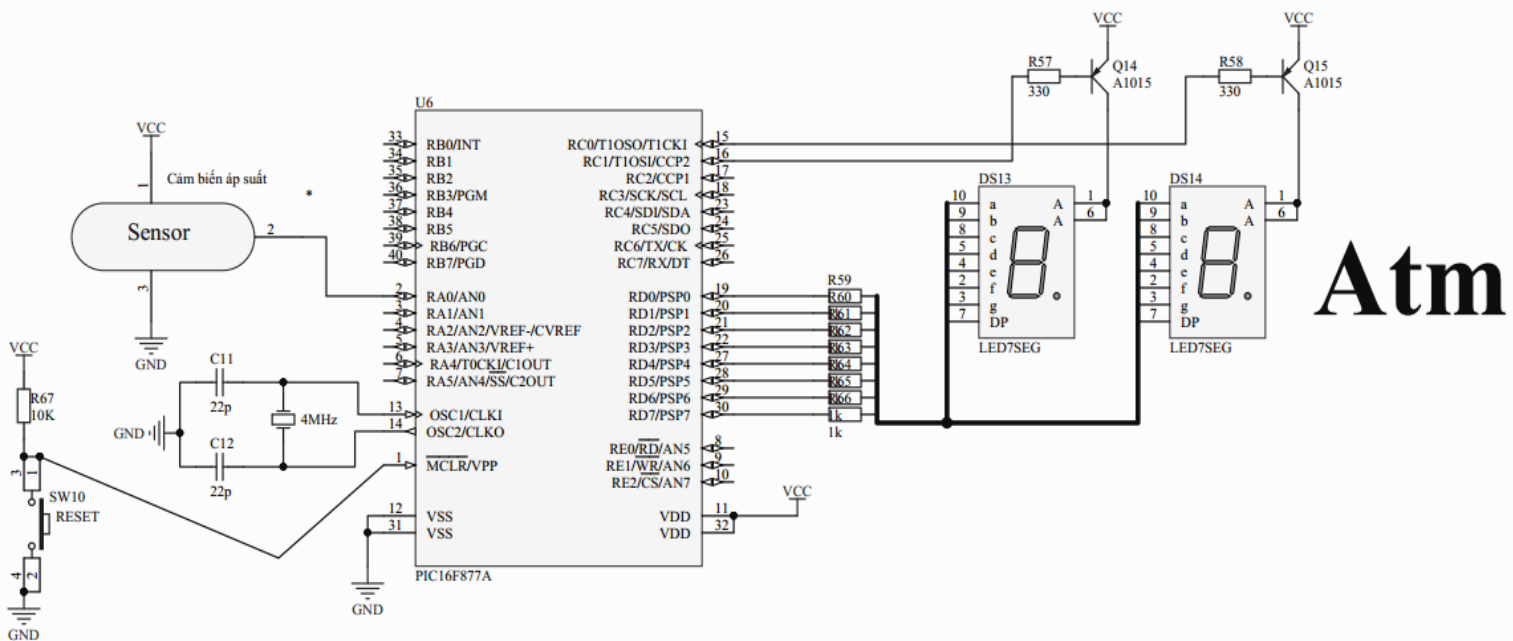 VCC
1
Cảm biến áp suất
*
Sensor
2
3
GND
VCC
R67
10K
3
1
SW10
RESET
4
2
GND
C11
22p
GND
4MHz
C12
22p
U6
33 RB0/INT
34 RB1
35 RB2
36 RB3/PGM
37 RB4
38 RB5
39 RB6/PGC
40 RB7/PGD
2 RA0/AN0
3 RA1/AN1
4 RA2/AN2/VREF-/CVREF
5 RA3/AN3/VREF+
6 RA4/T0CKI/C1OUT
7 RA5/AN4/SS/C2OUT
13 OSC1/CLKI
14 OSC2/CLKO
1 MCLR/VPP
12 VSS
31 VSS
GND
RC0/T1OSO/T1CKI 15
RC1/T1OSI/CCP2 16
RC2/CCP1 17
RC3/SCK/SCL 18
RC4/SDI/SDA 23
RC5/SDO 24
RC6/TX/CK 25
RC7/RX/DT 26
RD0/PSP0 19
RD1/PSP1 20
RD2/PSP2 21
RD3/PSP3 22
RD4/PSP4 27
RD5/PSP5 28
RD6/PSP6 29
RD7/PSP7 30
RE0/RD/AN5 8
RE1/WR/AN6 9
RE2/CS/AN7 10
VDD 11
VDD 32
VCC
PIC16F877A
R59
R60
R61
R62
R63
R64
R65
R66
1k
1k
VCC
R57
330
Q14
A1015
VCC
R58
330
Q15
A1015
DS13
10 a A 1
9 b A 6
8 c
5 d
4 e
2 f
3 g
7 DP
LED7SEG
DS14
10 a A 1
9 b A 6
8 c
5 d
4 e
2 f
3 g
7 DP
LED7SEG
Atm